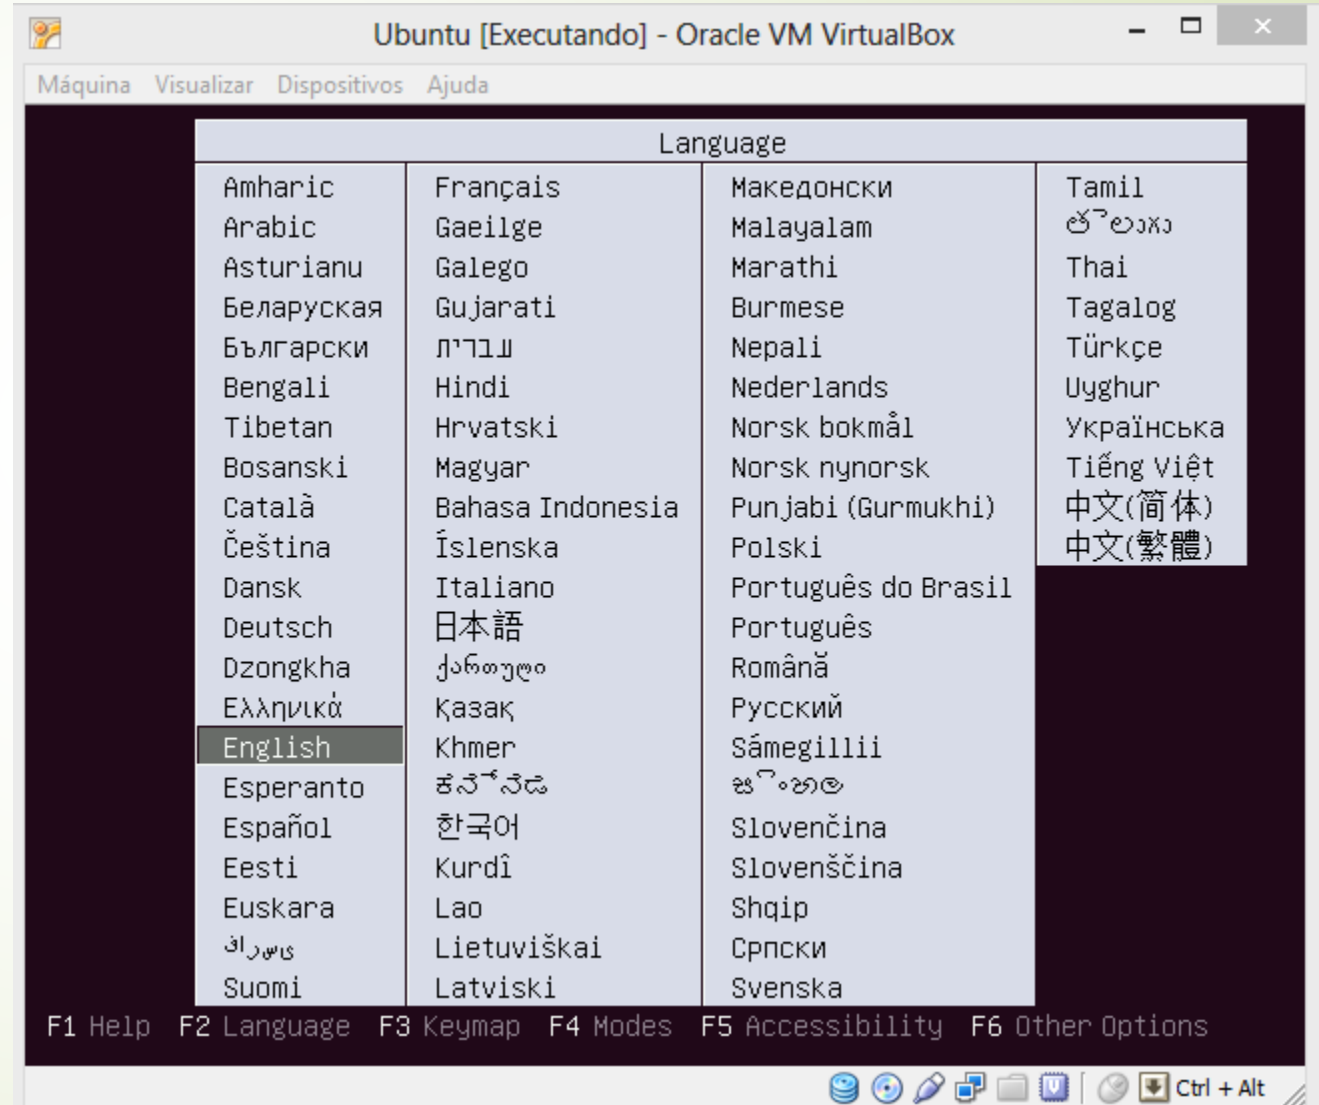 Ubuntu [Executando] - Oracle VM VirtualBox
Máquina Visualizar Dispositivos Ajuda
Language
Amharic
Arabic
Asturianu
Беларуская
Български
Bengali
Tibetan
Bosanski
Català
Čeština
Dansk
Deutsch
Dzongkha
Ελληνικά
English
Esperanto
Español
Eesti
Euskara
فارسی
Suomi
Français
Gaeilge
Galego
Gujarati
עברית
Hindi
Hrvatski
Magyar
Bahasa Indonesia
Íslenska
Italiano
日本語
ქართული
Қазақ
Khmer
ಕನ್ನಡ
한국어
Kurdî
Lao
Lietuviškai
Latviski
Македонски
Malayalam
Marathi
Burmese
Nepali
Nederlands
Norsk bokmål
Norsk nynorsk
Punjabi (Gurmukhi)
Polski
Português do Brasil
Português
Română
Русский
Sámegillii
සිංහල
Slovenčina
Slovenščina
Shqip
Српски
Svenska
Tamil
తెలుగు
Thai
Tagalog
Türkçe
Uyghur
Українська
Tiếng Việt
中文(简体)
中文(繁體)
F1 Help F2 Language F3 Keymap F4 Modes F5 Accessibility F6 Other Options
Ctrl + Alt